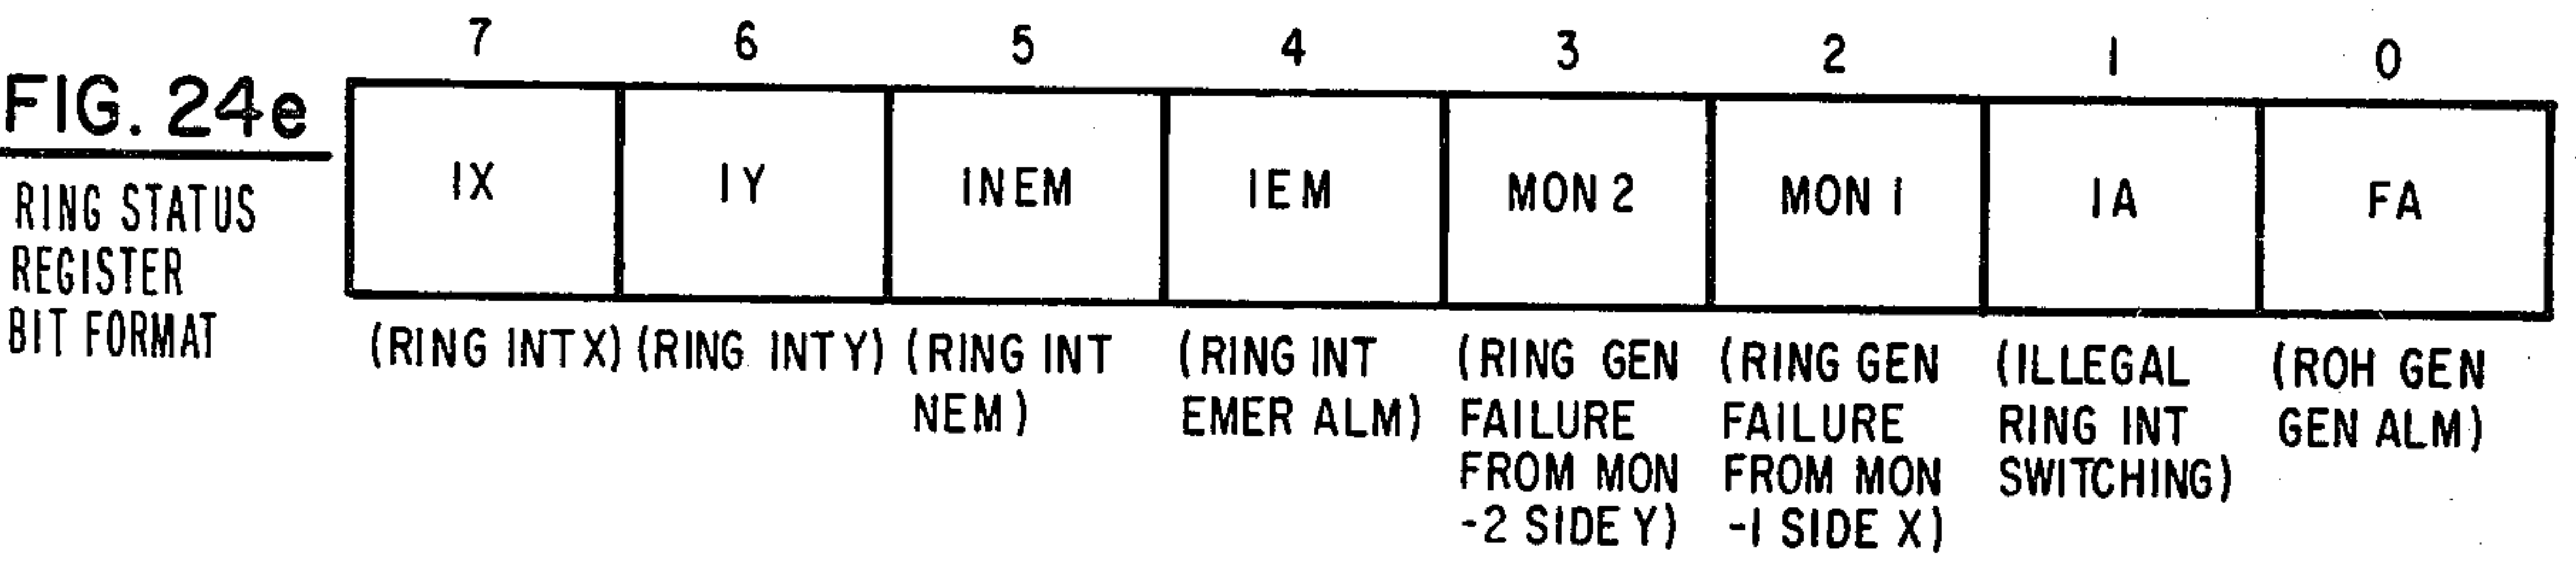 7 6 5 4 3 2 1 0
FIG. 24e
RING STATUS
REGISTER
BIT FORMAT
IX IY INEM IEM MON 2 MON 1 IA FA
(RING INT X) (RING INT Y) (RING INT
NEM)
(RING INT
EMER ALM)
(RING GEN
FAILURE
FROM MON
-2 SIDE Y)
(RING GEN
FAILURE
FROM MON
-1 SIDE X)
(ILLEGAL
RING INT
SWITCHING)
(ROH GEN
GEN ALM)